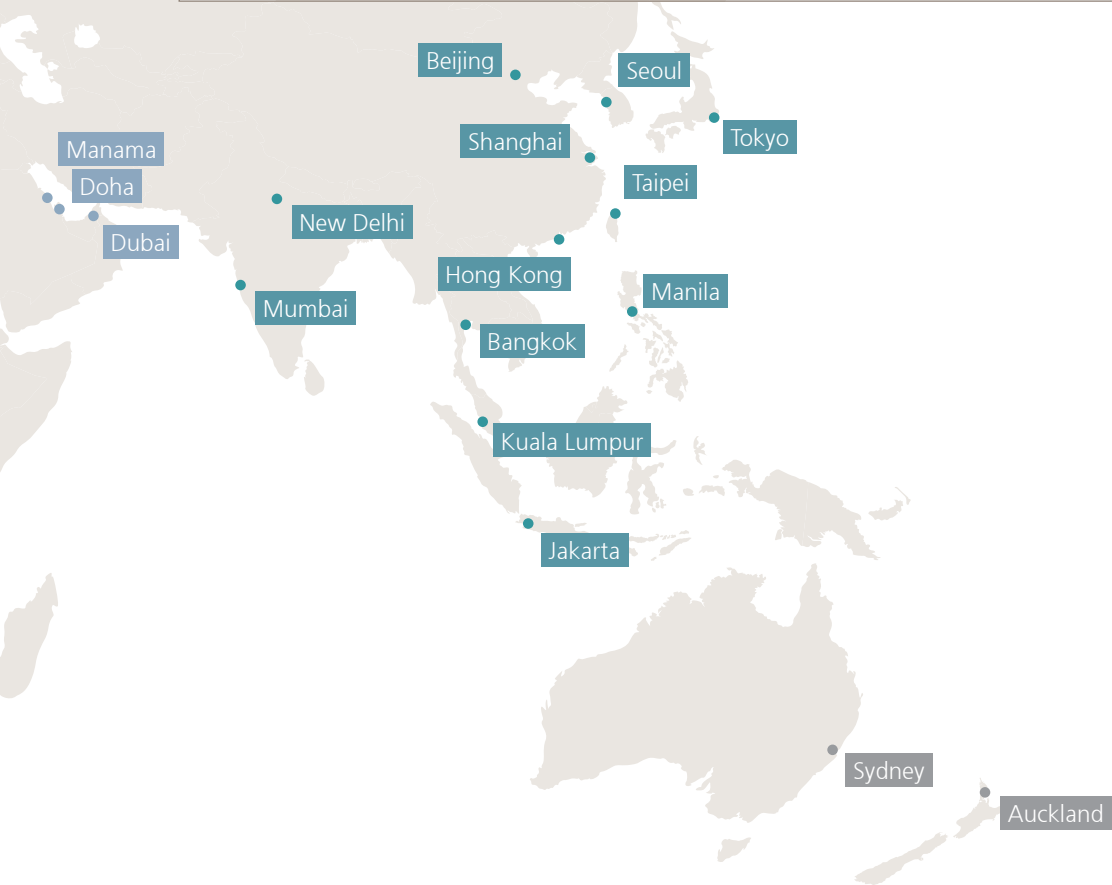 Beijing
Seoul
Tokyo
Shanghai
Manama
Taipei
Doha
New Delhi
Dubai
Hong Kong
Manila
Mumbai
Bangkok
Kuala Lumpur
Jakarta
Sydney
Auckland